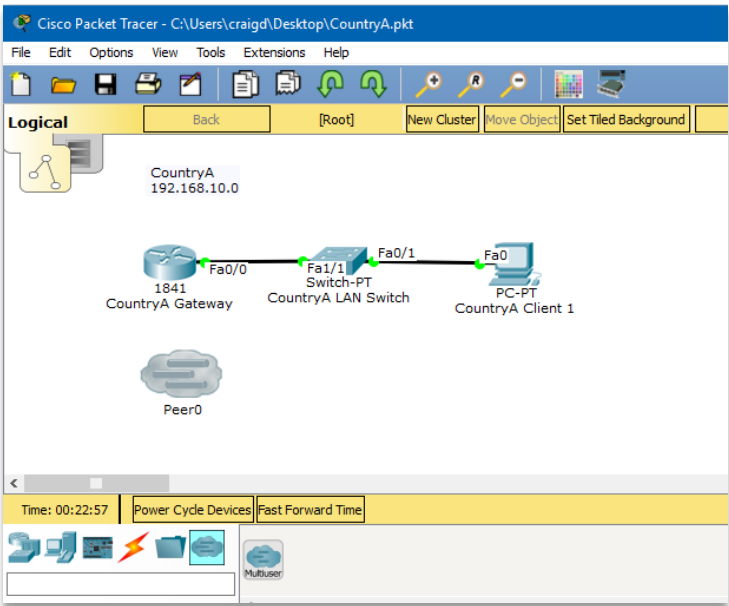 Cisco Packet Tracer - C:\Users\craigd\Desktop\CountryA.pkt
File Edit Options View Tools Extensions Help
R
Logical Back [Root] New Cluster Move Object Set Tiled Background
CountryA
192.168.10.0
Fa0/0 Fa1/1 Fa0/1 Fa0
1841
CountryA Gateway
Switch-PT
CountryA LAN Switch
PC-PT
CountryA Client 1
Peer0
Time: 00:22:57 Power Cycle Devices Fast Forward Time
Multiuser